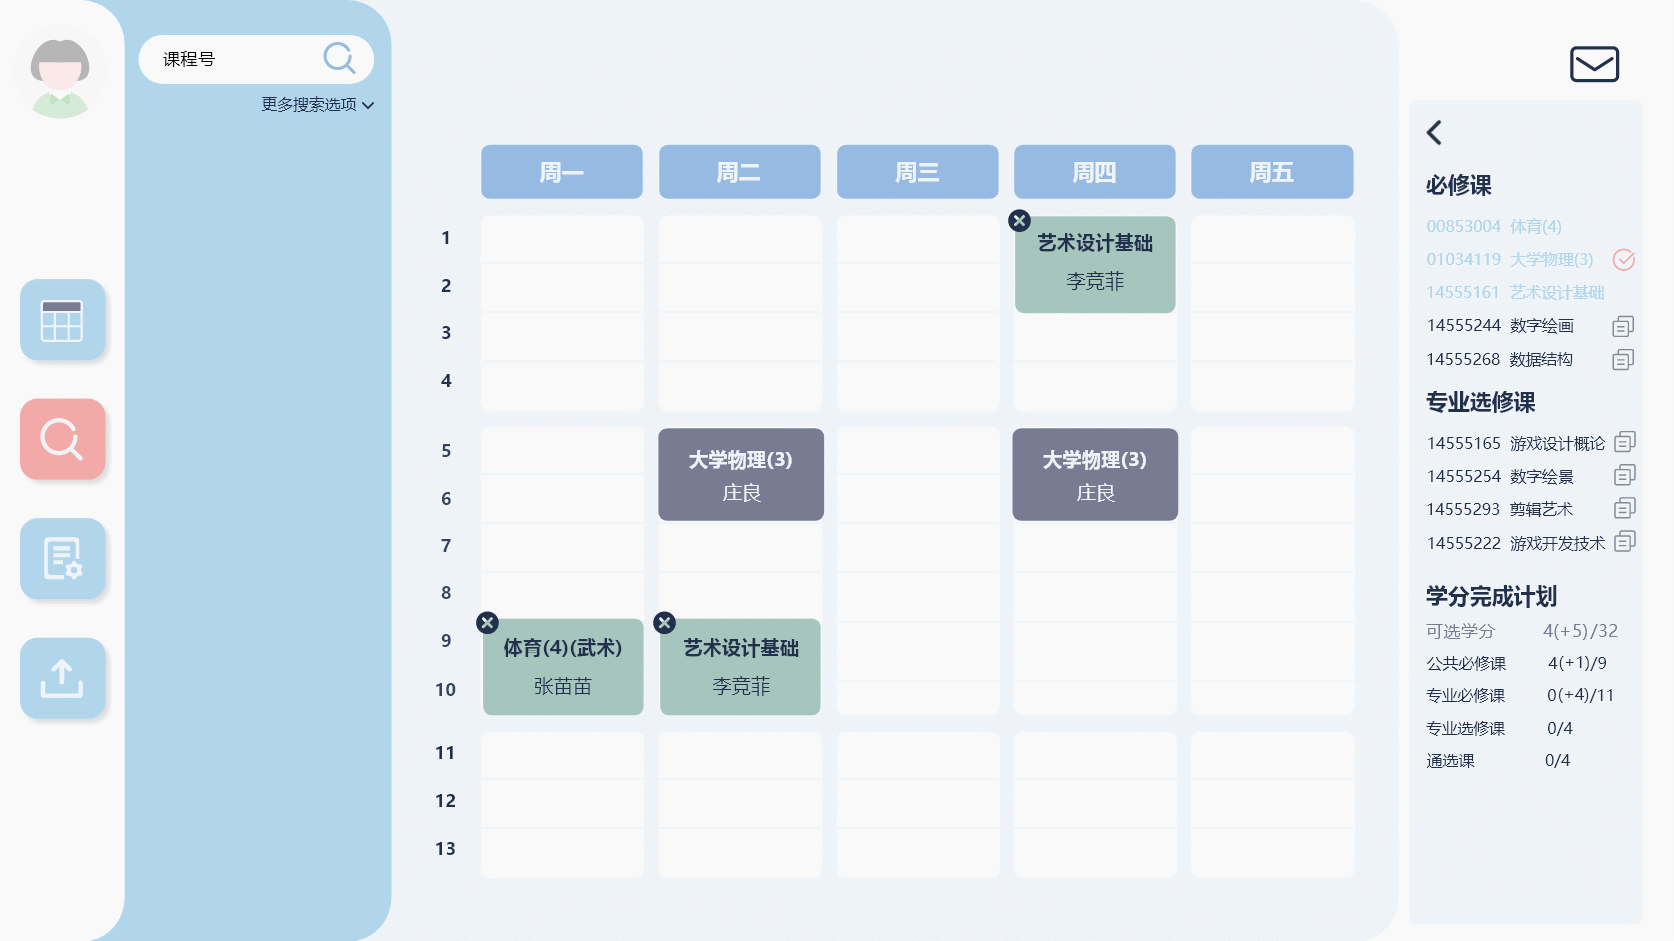 课程号
更多搜索选项
周一 周二 周三 周四 周五
1
2
3
4
5
6
7
8
9
10
11
12
13
艺术设计基础
李竞菲
大学物理(3)
庄良
大学物理(3)
庄良
体育(4)(武术)
张苗苗
艺术设计基础
李竞菲
必修课
00853004 体育(4)
01034119 大学物理(3)
14555161 艺术设计基础
14555244 数字绘画
14555268 数据结构
专业选修课
14555165 游戏设计概论
14555254 数字绘景
14555293 剪辑艺术
14555222 游戏开发技术
学分完成计划
可选学分 4(+5)/32
公共必修课 4(+1)/9
专业必修课 0(+4)/11
专业选修课 0/4
通选课 0/4